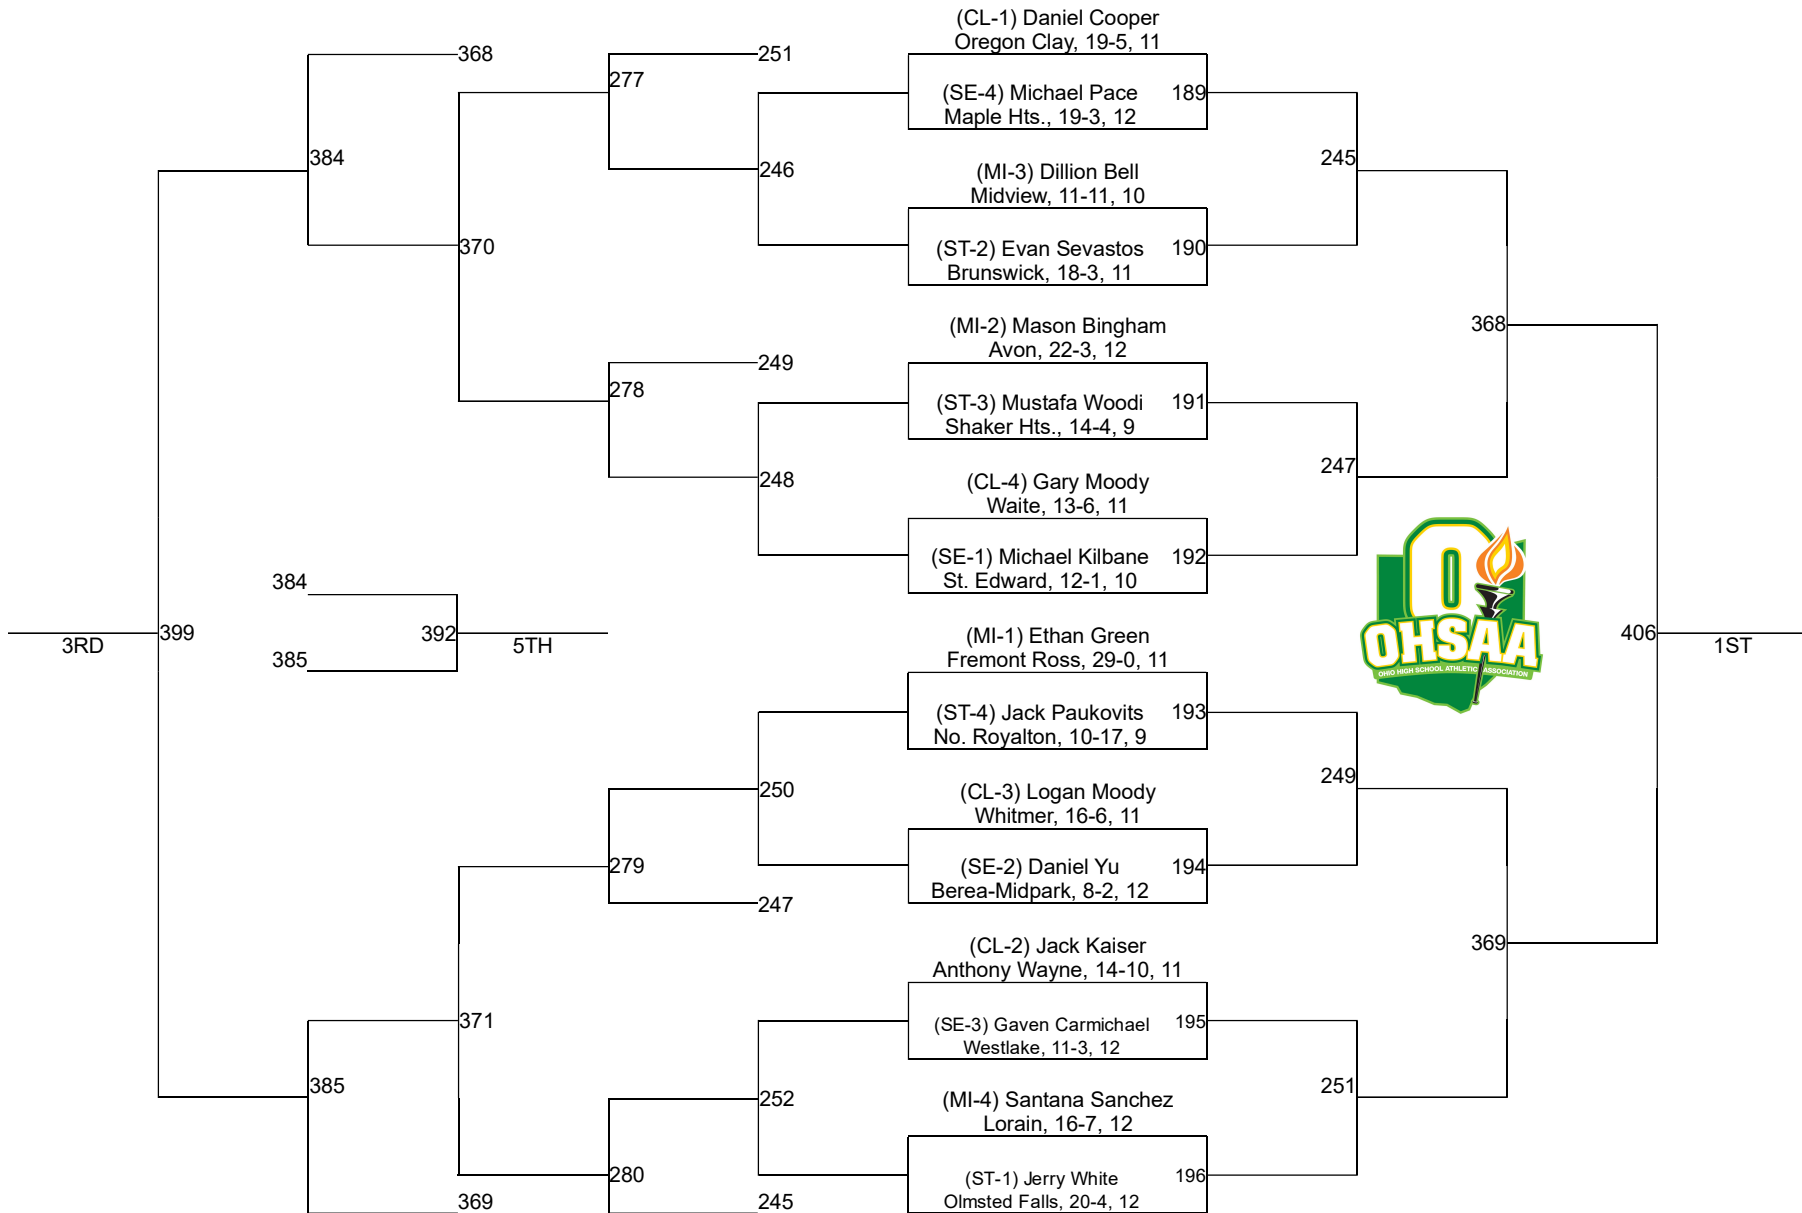 (CL-1) Daniel Cooper
Oregon Clay, 19-5, 11
368
251
277
(SE-4) Michael Pace
Maple Hts., 19-3, 12
189
384
246
245
(MI-3) Dillion Bell
Midview, 11-11, 10
370
(ST-2) Evan Sevastos
Brunswick, 18-3, 11
190
(MI-2) Mason Bingham
Avon, 22-3, 12
368
249
278
(ST-3) Mustafa Woodi
Shaker Hts., 14-4, 9
191
248
247
(CL-4) Gary Moody
Waite, 13-6, 11
(SE-1) Michael Kilbane
St. Edward, 12-1, 10
192
384
399
3RD
392
5TH
385
(MI-1) Ethan Green
Fremont Ross, 29-0, 11
O
OHSAA
OHIO HIGH SCHOOL ATHLETIC ASSOCIATION
406
1ST
(ST-4) Jack Paukovits
No. Royalton, 10-17, 9
193
250
249
(CL-3) Logan Moody
Whitmer, 16-6, 11
279
(SE-2) Daniel Yu
Berea-Midpark, 8-2, 12
194
247
(CL-2) Jack Kaiser
Anthony Wayne, 14-10, 11
369
371
(SE-3) Gaven Carmichael
Westlake, 11-3, 12
195
385
252
251
(MI-4) Santana Sanchez
Lorain, 16-7, 12
280
(ST-1) Jerry White
Olmsted Falls, 20-4, 12
196
369
245